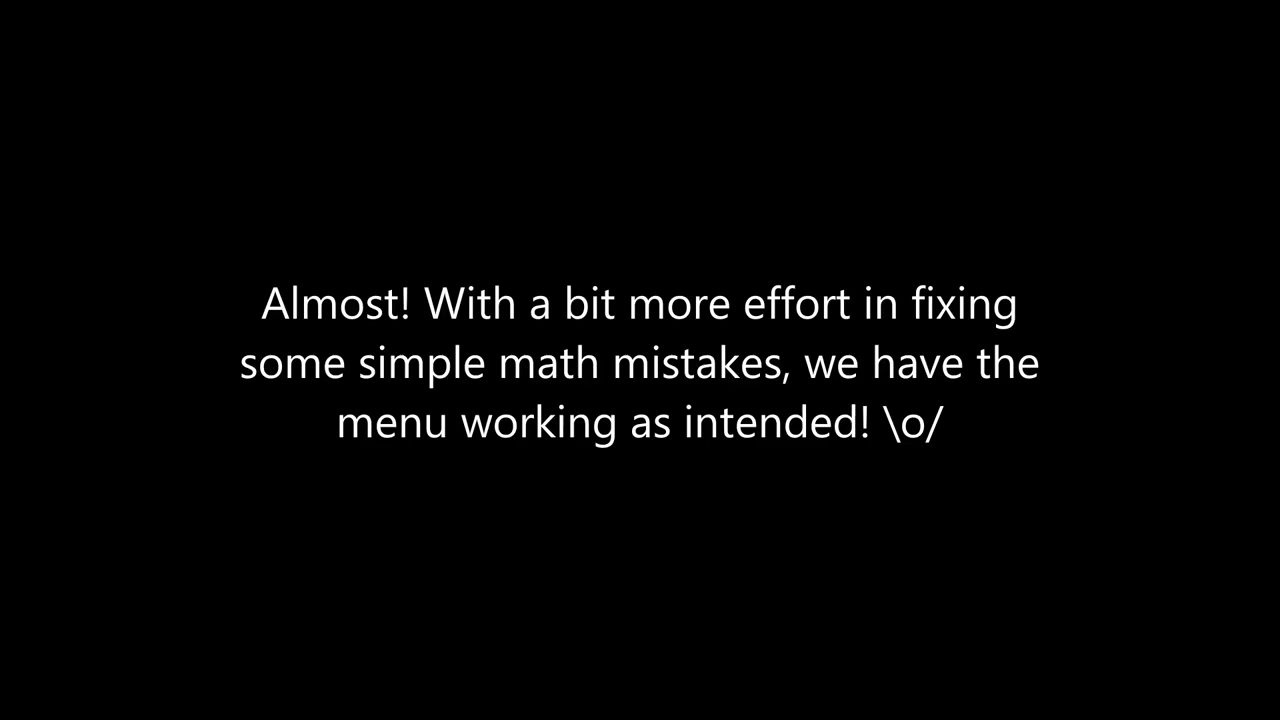 Almost! With a bit more effort in fixing
some simple math mistakes, we have the
menu working as intended! \o/